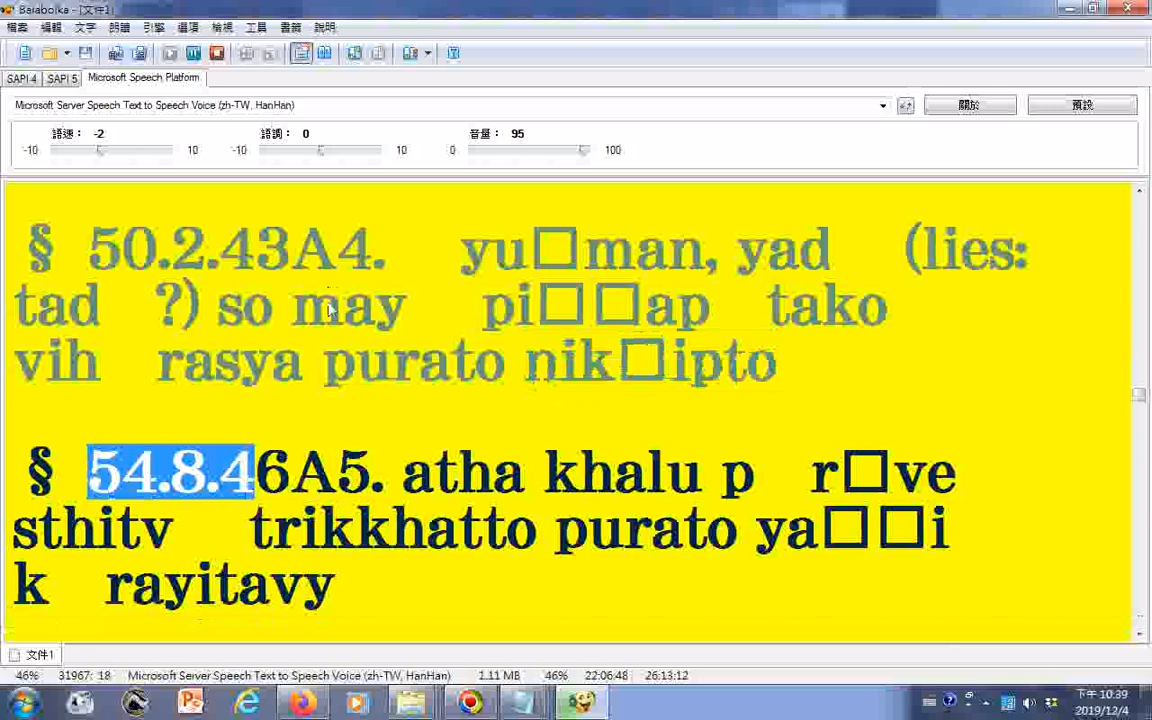 Balabolka - [文件1]
檔案 編輯 文字 朗讀 引擎 選項 檢視 工具 書籤 說明
SAPI 4 SAPI 5 Microsoft Speech Platform
Microsoft Server Speech Text to Speech Voice (zh-TW, HanHan) 關於 預設
語速： -2 語調： 0 音量： 95
-10 10 -10 10 0 100
§ 50.2.43A4. yu□man, yad (lies:
tad ?) so may pi□□ap tako
vih rasya purato nik□ipto
§ 54.8.46A5. atha khalu p r□ve
sthitv trikkhatto purato ya□□i
k rayitavy
文件1
46% 31967: 18 Microsoft Server Speech Text to Speech Voice (zh-TW, HanHan) 1.11 MB 46% 22:06:48 26:13:12
下午 10:39
2019/12/4